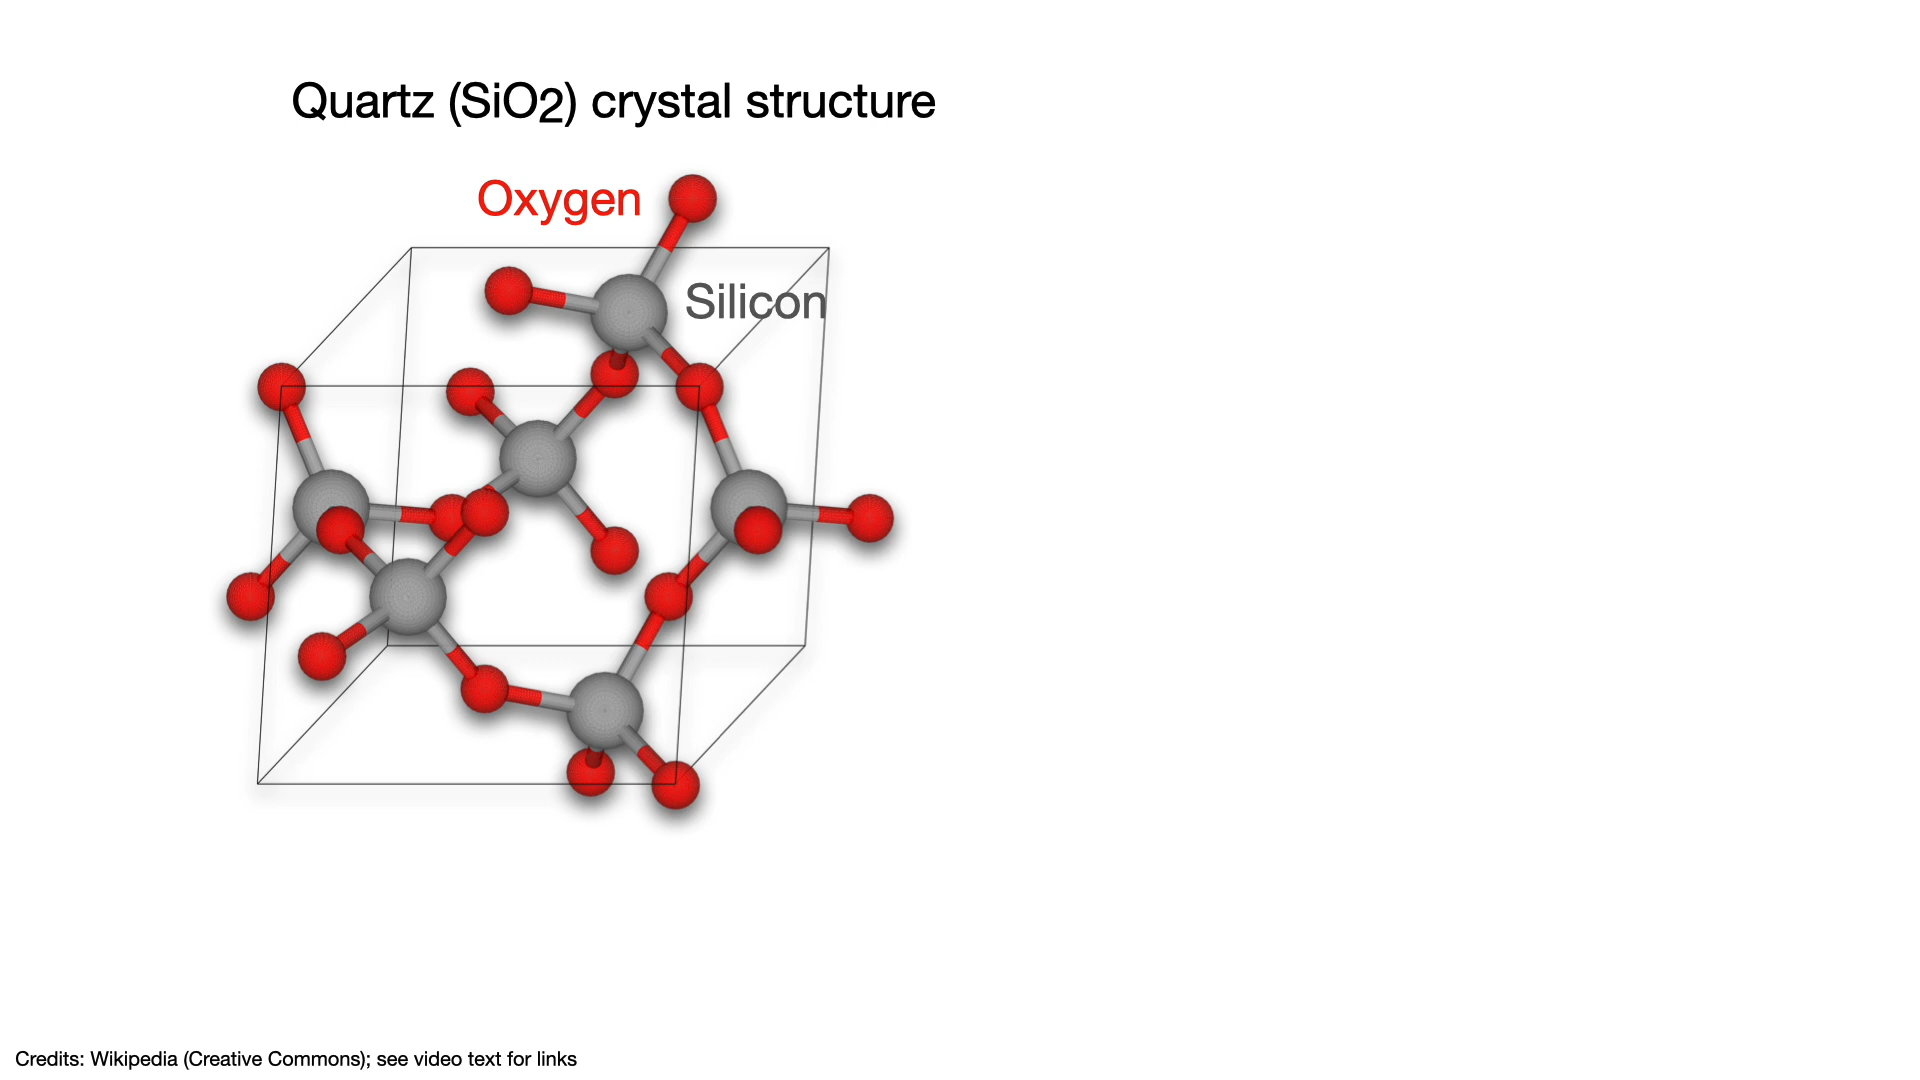 Quartz (SiO2) crystal structure
Oxygen
Silicon
Credits: Wikipedia (Creative Commons); see video text for links